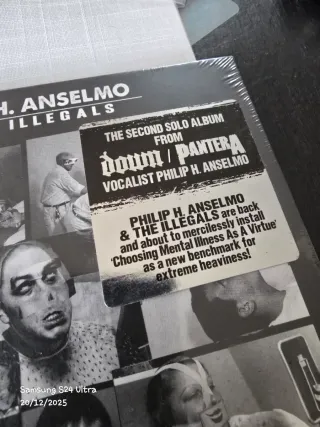 H. ANSELMO
ILLEGALS
THE SECOND SOLO ALBUM
FROM
DOWN / PANTERA
VOCALIST PHILIP H. ANSELMO
PHILIP H. ANSELMO
& THE ILLEGALS are back
and about to mercilessly install
'Choosing Mental Illness As A Virtue'
as a new benchmark for
extreme heaviness!
Samsung S24 Ultra
20/12/2025